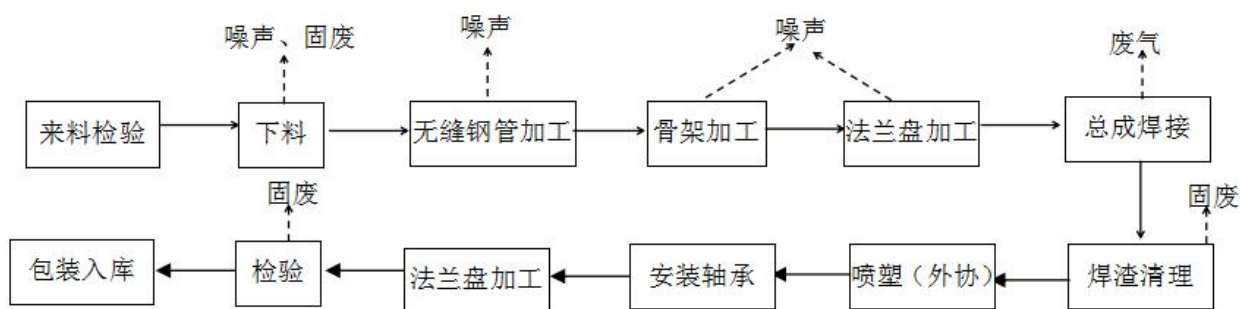 噪声、固废
噪声
噪声
废气
来料检验
下料
无缝钢管加工
骨架加工
法兰盘加工
总成焊接
固废
固废
包装入库
检验
法兰盘加工
安装轴承
喷塑（外协）
焊渣清理